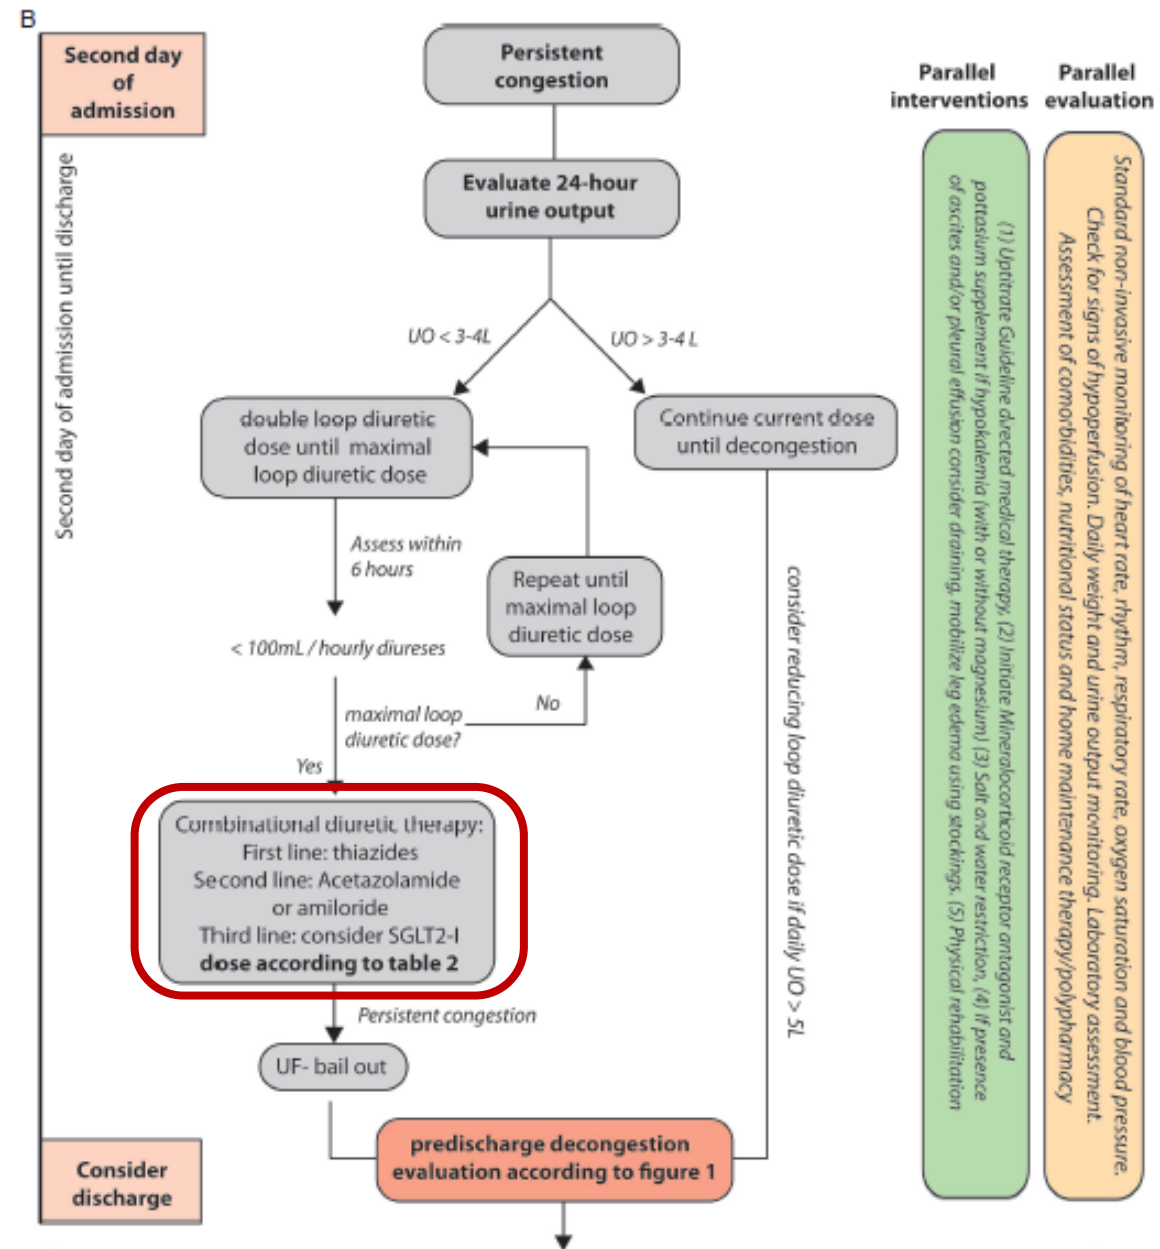 B
Second day
of
admission
Second day of admission until discharge
Consider
discharge
Persistent
congestion
Evaluate 24-hour
urine output
UO < 3-4L
UO > 3-4 L
double loop diuretic
dose until maximal
loop diuretic dose
Continue current dose
until decongestion
Assess within
6 hours
Repeat until
maximal loop
diuretic dose
< 100mL / hourly diureses
maximal loop
diuretic dose?
No
Yes
Combinational diuretic therapy:
First line: thiazides
Second line: Acetazolamide
or amiloride
Third line: consider SGLT2-I
dose according to table 2
Persistent congestion
UF- bail out
consider reducing loop diuretic dose if daily UO > 5L
predischarge decongestion
evaluation according to figure 1
Parallel
interventions
(1) Uptitrate Guideline directed medical therapy, (2) Initiate Mineralocorticoid receptor antagonist and
pottasium supplement if hypokalemia (with or without magnesium) (3) Salt and water restriction, (4) If presence
of ascites and/or pleural effusion consider draining, mobilize leg edema using stockings. (5) Physical rehabilitation
Parallel
evaluation
Standard non-invasive monitoring of heart rate, rhythm, respiratory rate, oxygen saturation and blood pressure.
Check for signs of hypoperfusion. Daily weight and urine output monitoring. Laboratory assessment.
Assessment of comorbidities, nutritional status and home maintenance therapy/polypharmacy